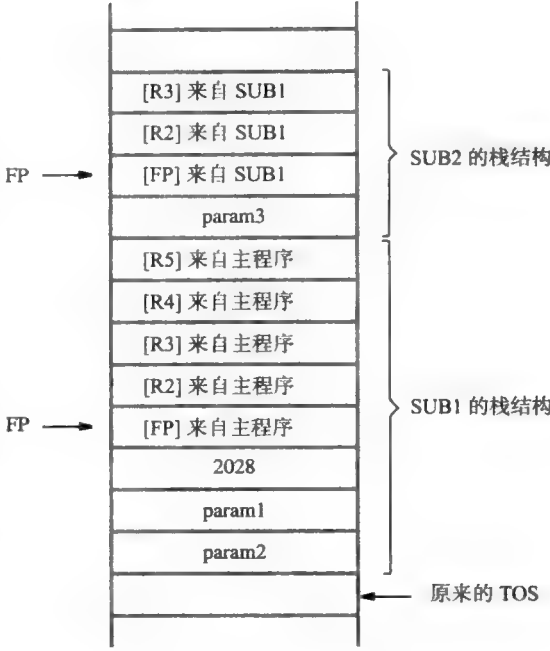 [R3] 来自 SUB1
[R2] 来自 SUB1
FP
[FP] 来自 SUB1
SUB2 的栈结构
param3
[R5] 来自主程序
[R4] 来自主程序
[R3] 来自主程序
[R2] 来自主程序
SUB1 的栈结构
FP
[FP] 来自主程序
2028
param1
param2
原来的 TOS